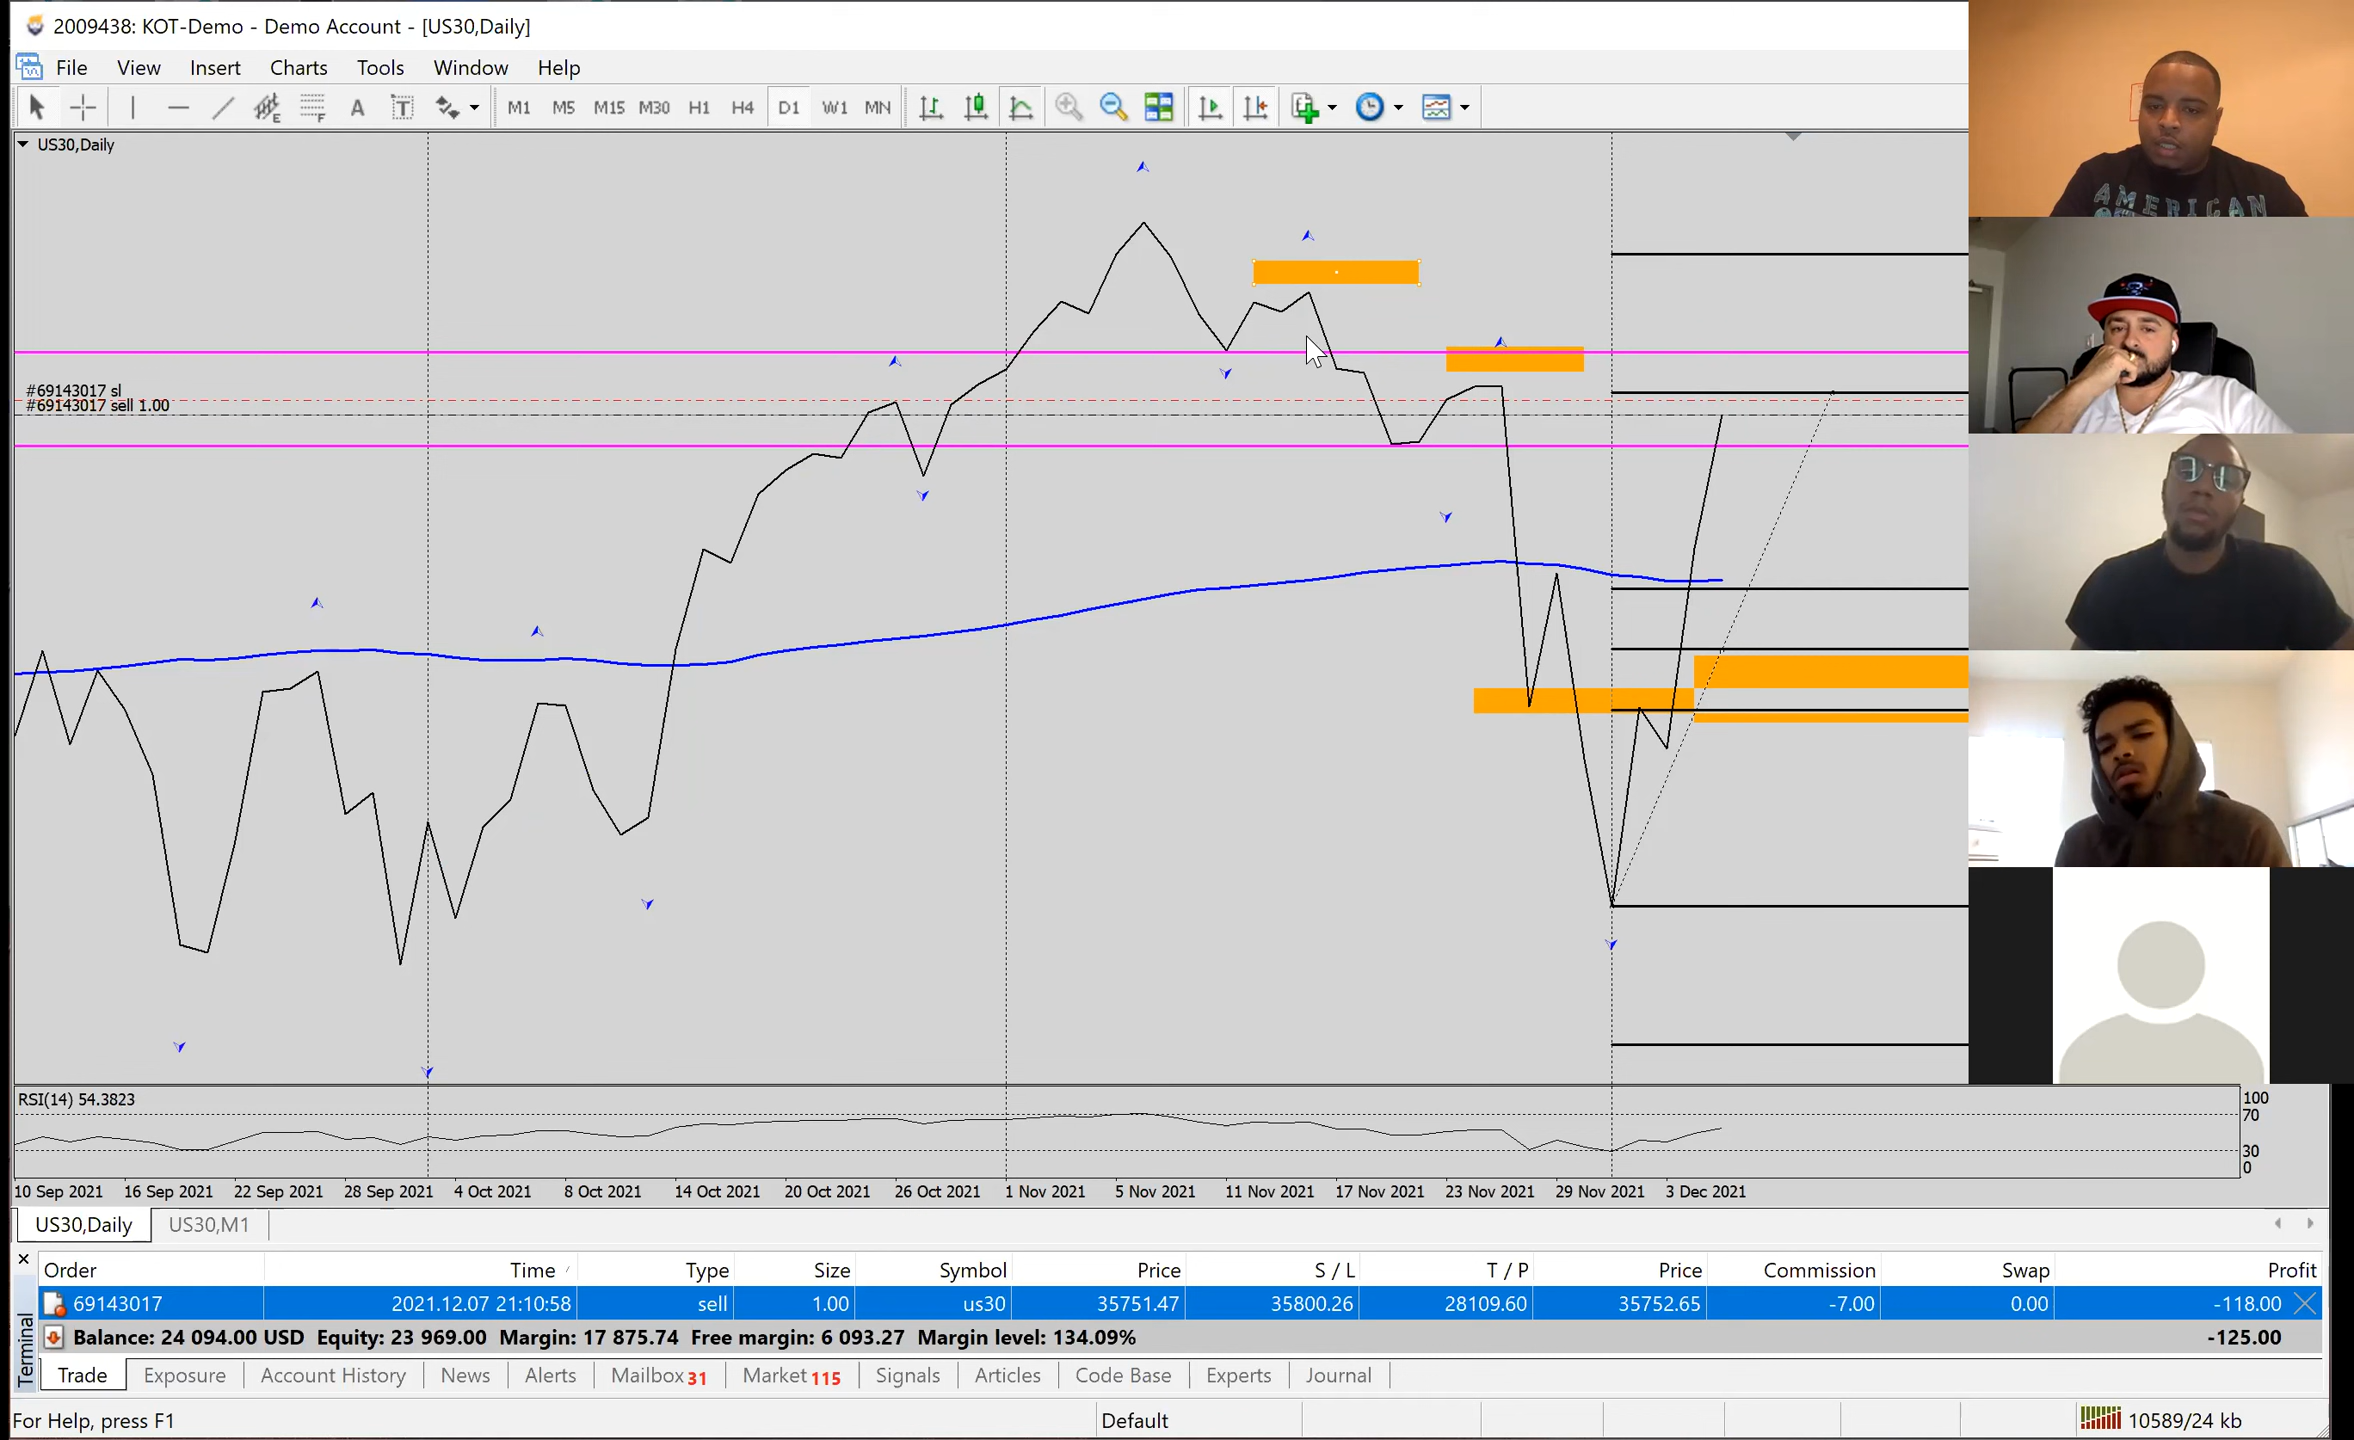 2009438: KOT-Demo - Demo Account - [US30,Daily]
File View Insert Charts Tools Window Help
E F A T M1 M5 M15 M30 H1 H4 D1 W1 MN
US30,Daily
#69143017 sl
#69143017 sell 1.00
AMERICAN
RSI(14) 54.3823
100
70
30
0
10 Sep 2021 16 Sep 2021 22 Sep 2021 28 Sep 2021 4 Oct 2021 8 Oct 2021 14 Oct 2021 20 Oct 2021 26 Oct 2021 1 Nov 2021 5 Nov 2021 11 Nov 2021 17 Nov 2021 23 Nov 2021 29 Nov 2021 3 Dec 2021
US30,Daily US30,M1
Order Time Type Size Symbol Price S / L T / P Price Commission Swap Profit
69143017 2021.12.07 21:10:58 sell 1.00 us30 35751.47 35800.26 28109.60 35752.65 -7.00 0.00 -118.00
Balance: 24 094.00 USD Equity: 23 969.00 Margin: 17 875.74 Free margin: 6 093.27 Margin level: 134.09% -125.00
Terminal
Trade Exposure Account History News Alerts Mailbox 31 Market 115 Signals Articles Code Base Experts Journal
For Help, press F1 Default 10589/24 kb